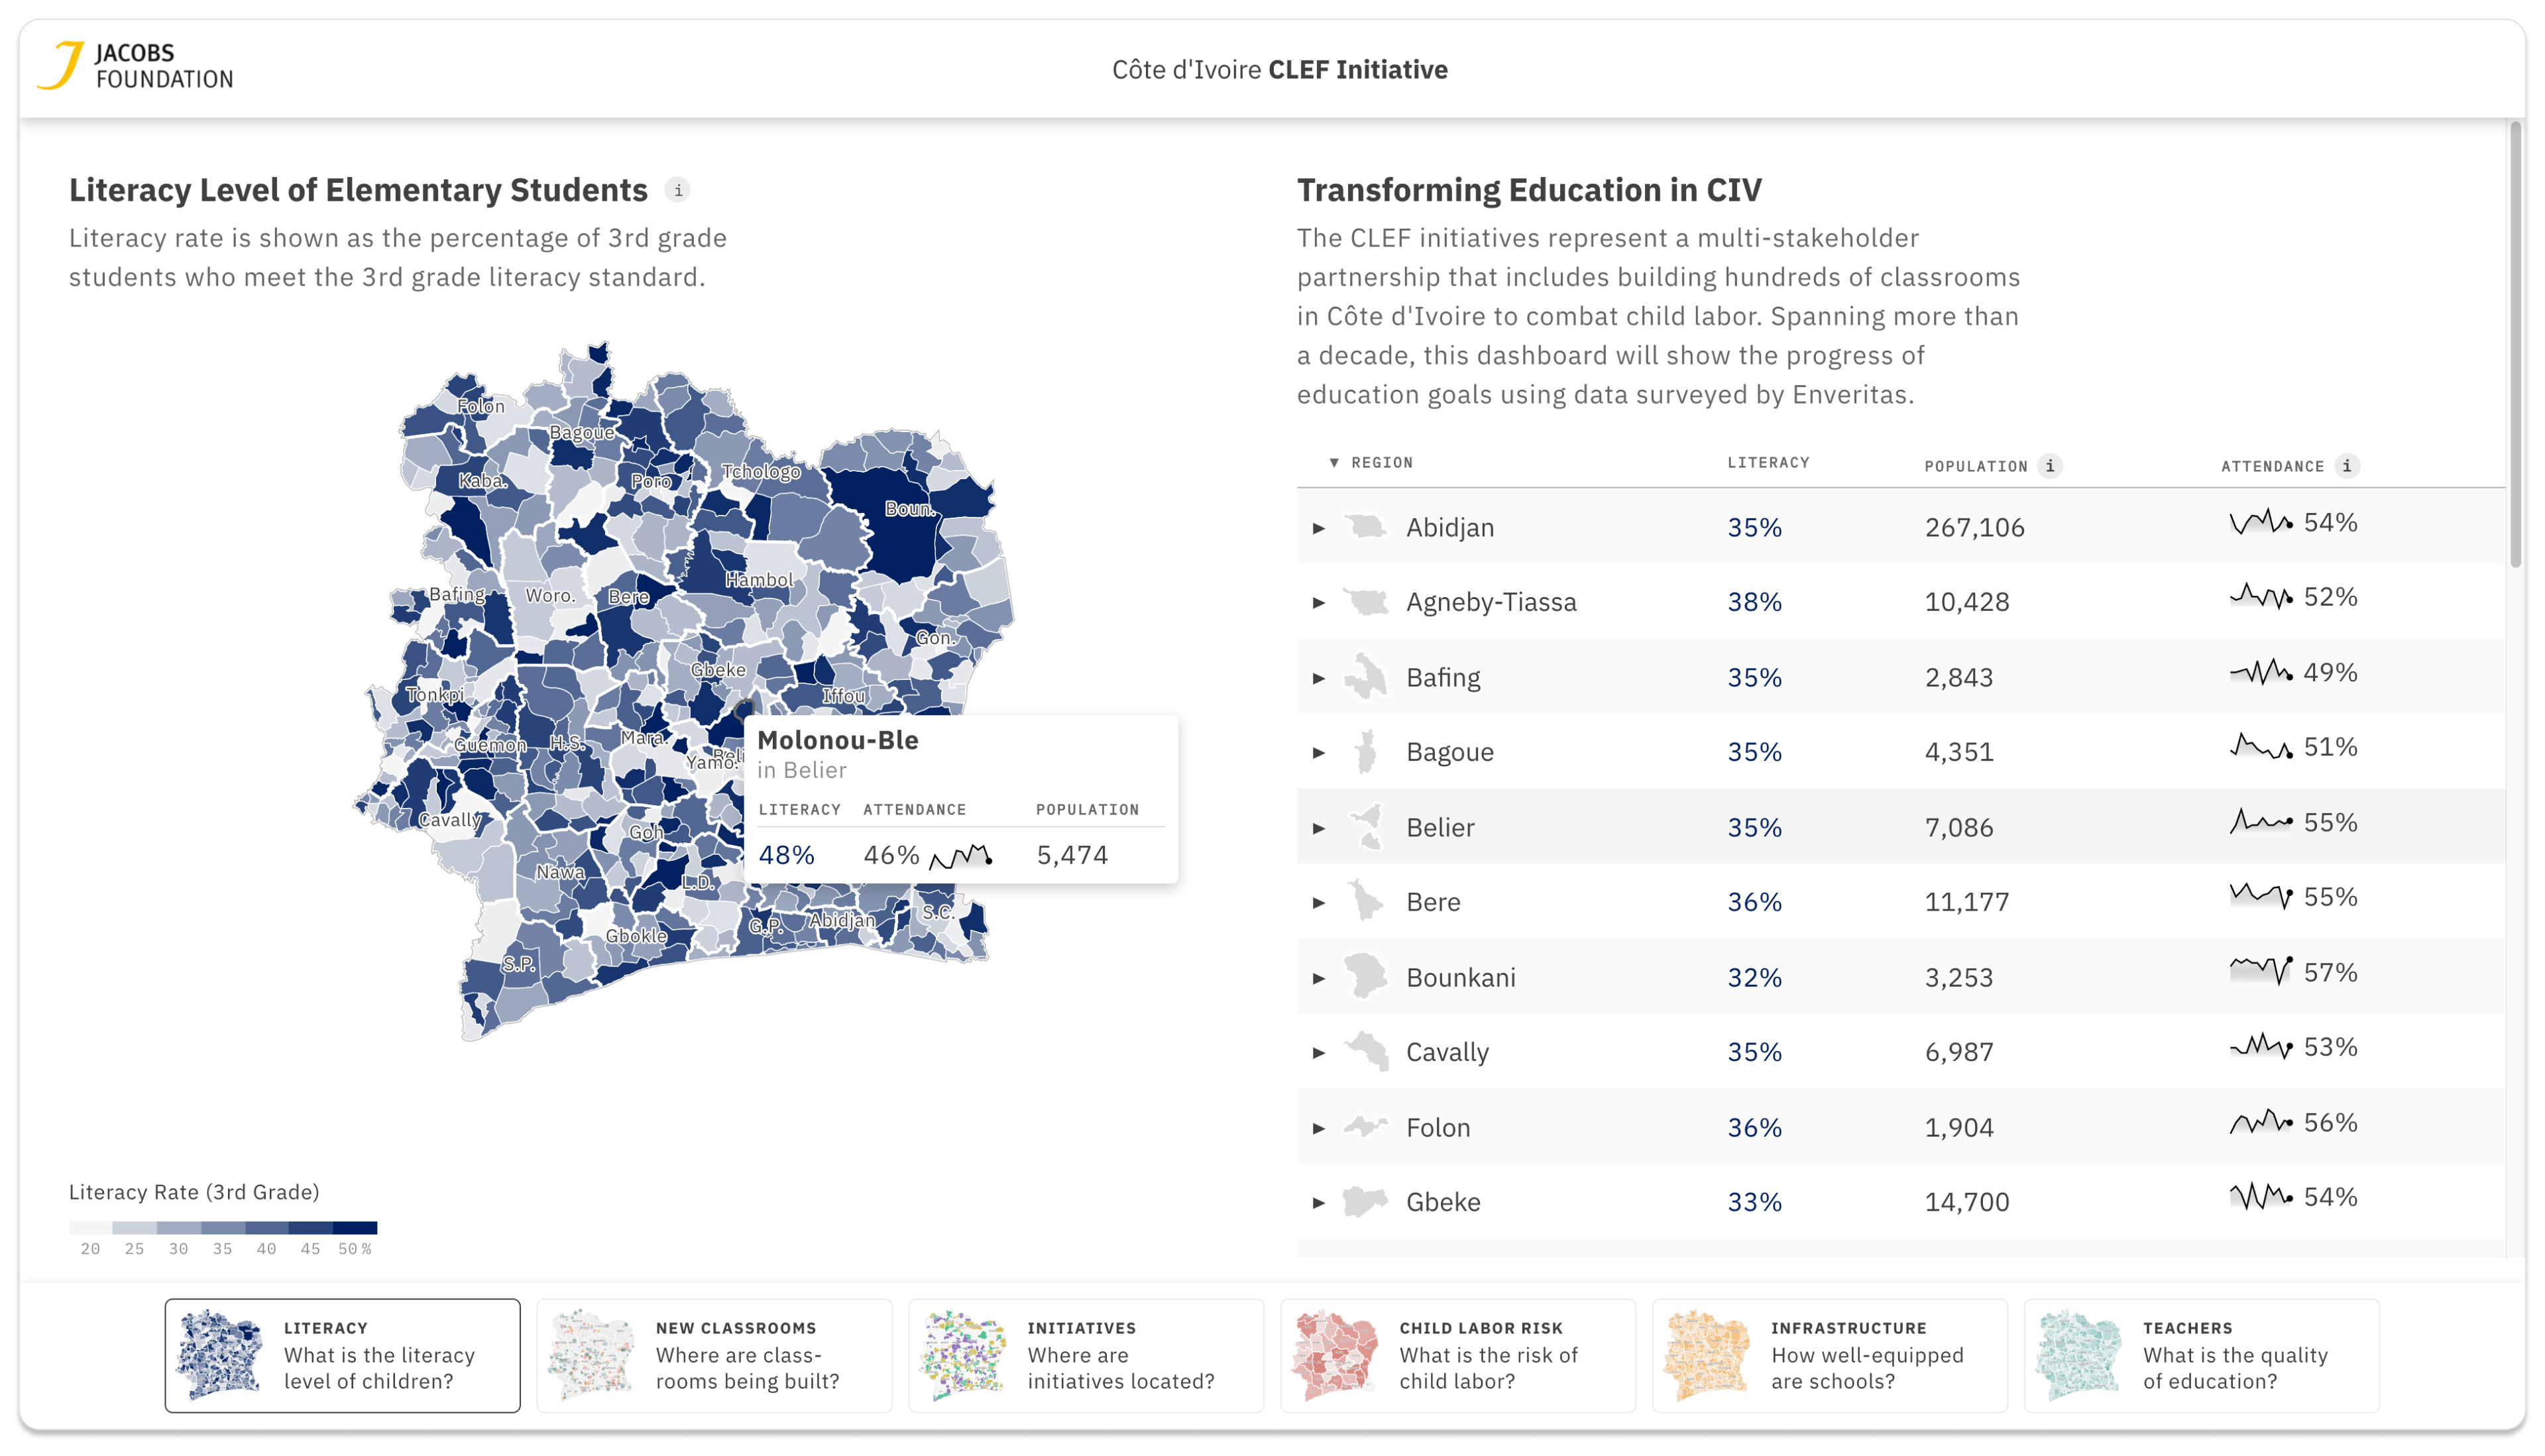 JACOBS
FOUNDATION
Côte d'Ivoire CLEF Initiative
Literacy Level of Elementary Students i
Literacy rate is shown as the percentage of 3rd grade
students who meet the 3rd grade literacy standard.
Folon
Bagoue
Kaba.
Poro
Tchologo
Boun.
Bafing
Woro.
Bere
Hambol
Gon.
Gbeke
Tonkpi
Iffou
Guemon
H.S.
Mara.
Yamo.
Beli
Cavally
Goh
Nawa
L.D.
Gbokle
G.P.
Abidjan
S.C.
S.P.
Molonou-Ble
in Belier
LITERACY ATTENDANCE POPULATION
48% 46% 5,474
Literacy Rate (3rd Grade)
20 25 30 35 40 45 50%
Transforming Education in CIV
The CLEF initiatives represent a multi-stakeholder
partnership that includes building hundreds of classrooms
in Côte d'Ivoire to combat child labor. Spanning more than
a decade, this dashboard will show the progress of
education goals using data surveyed by Enveritas.
▼ REGION LITERACY POPULATION i ATTENDANCE i
▶ Abidjan 35% 267,106 54%
▶ Agneby-Tiassa 38% 10,428 52%
▶ Bafing 35% 2,843 49%
▶ Bagoue 35% 4,351 51%
▶ Belier 35% 7,086 55%
▶ Bere 36% 11,177 55%
▶ Bounkani 32% 3,253 57%
▶ Cavally 35% 6,987 53%
▶ Folon 36% 1,904 56%
▶ Gbeke 33% 14,700 54%
LITERACY
What is the literacy
level of children?
NEW CLASSROOMS
Where are class-
rooms being built?
INITIATIVES
Where are
initiatives located?
CHILD LABOR RISK
What is the risk of
child labor?
INFRASTRUCTURE
How well-equipped
are schools?
TEACHERS
What is the quality
of education?